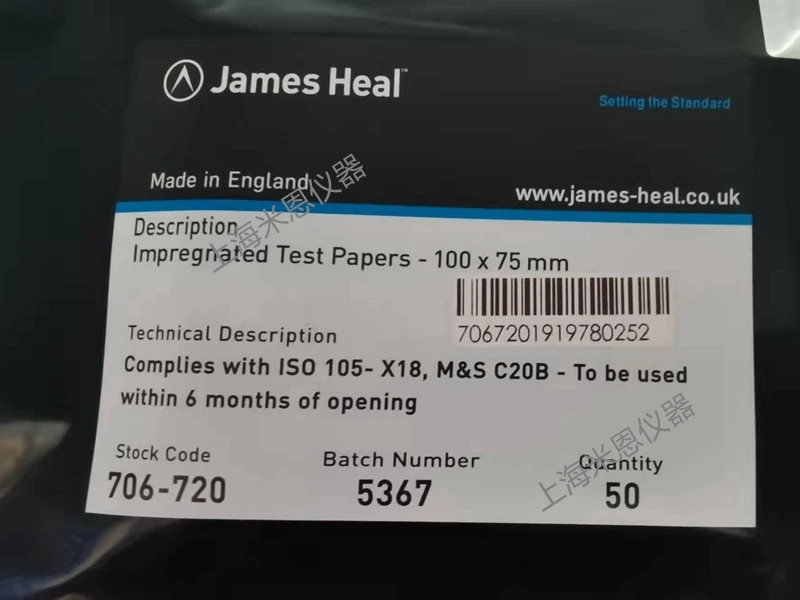 James Heal™
Setting the Standard
Made in England
www.james-heal.co.uk
Description
Impregnated Test Papers - 100 x 75 mm
7067201919780252
Technical Description
Complies with ISO 105- X18, M&S C20B - To be used
within 6 months of opening
Stock Code
706-720
Batch Number
5367
Quantity
50
上海米恩仪器
上海米恩仪器